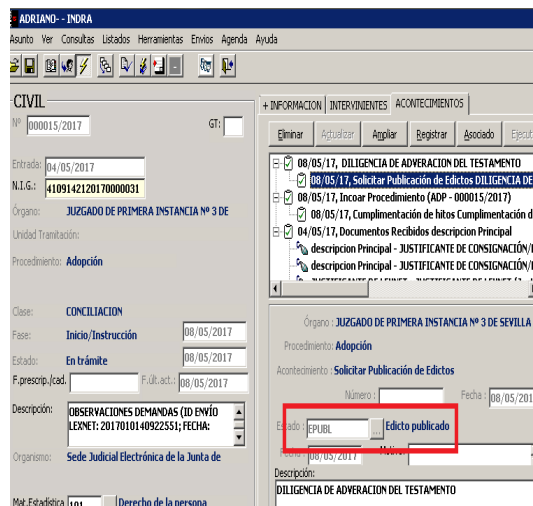 ADRIANO- - INDRA
Asunto Ver Consultas Listados Herramientas Envios Agenda Ayuda
CIVIL
Nº 000015/2017 GT:
Entrada: 04/05/2017
N.I.G.: 4109142120170000031
Órgano: JUZGADO DE PRIMERA INSTANCIA Nº 3 DE
Unidad Tramitación:
Procedimiento: Adopción
Clase: CONCILIACION
Fase: Inicio/Instrucción 08/05/2017
Estado: En trámite 08/05/2017
F.prescrip./cad. F.últ.act.: 08/05/2017
Descripción: OBSERVACIONES DEMANDAS (ID ENVÍO
LEXNET: 2017010140922551; FECHA:
Organismo: Sede Judicial Electrónica de la Junta de
Mat.Estadística 101 ... Derecho de la persona
+ INFORMACION INTERVINIENTES ACONTECIMIENTOS
Eliminar Actualizar Ampliar Registrar Asociado Ejecut
08/05/17, DILIGENCIA DE ADVERACION DEL TESTAMENTO
08/05/17, Solicitar Publicación de Edictos DILIGENCIA DE
08/05/17, Incoar Procedimiento (ADP - 000015/2017)
08/05/17, Cumplimentación de hitos Cumplimentación d
04/05/17, Documentos Recibidos descripcion Principal
descripcion Principal - JUSTIFICANTE DE CONSIGNACIÓN/
descripcion Principal - JUSTIFICANTE DE CONSIGNACIÓN/
Órgano : JUZGADO DE PRIMERA INSTANCIA Nº 3 DE SEVILLA
Procedimiento: Adopción
Acontecimiento : Solicitar Publicación de Edictos
Número : Fecha : 08/05/201
Estado : EPUBL ... Edicto publicado
Fecha : 08/05/2017 Motivo:
Descripción:
DILIGENCIA DE ADVERACION DEL TESTAMENTO